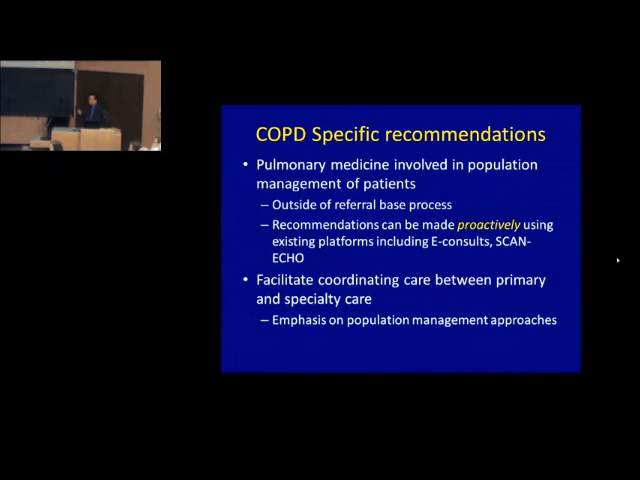 COPD Specific recommendations
• Pulmonary medicine involved in population
management of patients
– Outside of referral base process
– Recommendations can be made proactively using
existing platforms including E-consults, SCAN-
ECHO
• Facilitate coordinating care between primary
and specialty care
– Emphasis on population management approaches